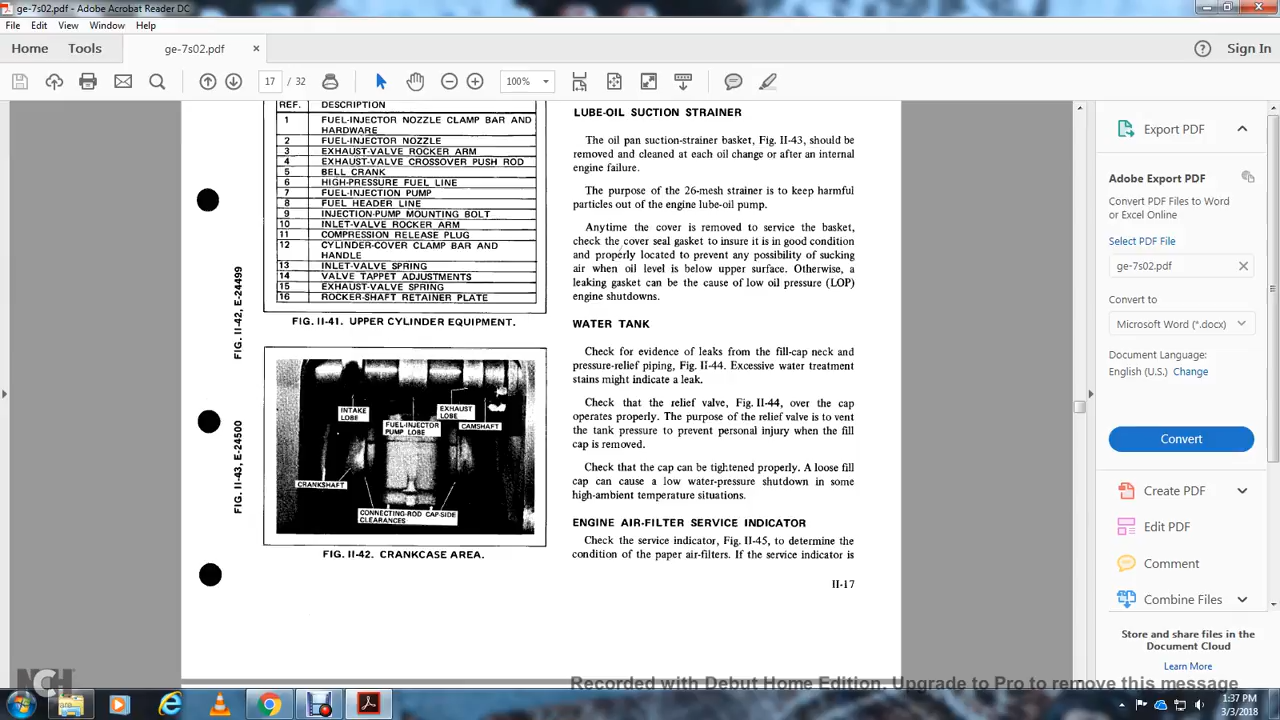 ge-7s02.pdf - Adobe Acrobat Reader DC
File Edit View Window Help
Home Tools ge-7s02.pdf × Sign In
17 / 32 100%
REF. DESCRIPTION
1 FUEL-INJECTOR NOZZLE CLAMP BAR AND
HARDWARE
2 FUEL-INJECTOR NOZZLE
3 EXHAUST-VALVE ROCKER ARM
4 EXHAUST-VALVE CROSSOVER PUSH ROD
5 BELL CRANK
6 HIGH-PRESSURE FUEL LINE
7 FUEL-INJECTION PUMP
8 FUEL HEADER LINE
9 INJECTION-PUMP MOUNTING BOLT
10 INLET-VALVE ROCKER ARM
11 COMPRESSION RELEASE PLUG
12 CYLINDER-COVER CLAMP BAR AND
HANDLE
13 INLET-VALVE SPRING
14 VALVE TAPPET ADJUSTMENTS
15 EXHAUST-VALVE SPRING
16 ROCKER-SHAFT RETAINER PLATE
FIG. II-41. UPPER CYLINDER EQUIPMENT.
FIG. II-42, E-24499
INTAKE
LOBE
EXHAUST
LOBE
FUEL-INJECTOR
PUMP LOBE
CAMSHAFT
CRANKSHAFT
CONNECTING-ROD CAP-SIDE
CLEARANCES
FIG. II-43, E-24500
FIG. II-42. CRANKCASE AREA.
LUBE-OIL SUCTION STRAINER
The oil pan suction-strainer basket, Fig. II-43, should be
removed and cleaned at each oil change or after an internal
engine failure.
The purpose of the 26-mesh strainer is to keep harmful
particles out of the engine lube-oil pump.
Anytime the cover is removed to service the basket,
check the cover seal gasket to insure it is in good condition
and properly located to prevent any possibility of sucking
air when oil level is below upper surface. Otherwise, a
leaking gasket can be the cause of low oil pressure (LOP)
engine shutdowns.
WATER TANK
Check for evidence of leaks from the fill-cap neck and
pressure-relief piping, Fig. II-44. Excessive water treatment
stains might indicate a leak.
Check that the relief valve, Fig. II-44, over the cap
operates properly. The purpose of the relief valve is to vent
the tank pressure to prevent personal injury when the fill
cap is removed.
Check that the cap can be tightened properly. A loose fill
cap can cause a low water-pressure shutdown in some
high-ambient temperature situations.
ENGINE AIR-FILTER SERVICE INDICATOR
Check the service indicator, Fig. II-45, to determine the
condition of the paper air-filters. If the service indicator is
II-17
Export PDF
Adobe Export PDF
Convert PDF Files to Word
or Excel Online
Select PDF File
ge-7s02.pdf ×
Convert to
Microsoft Word (*.docx)
Document Language:
English (U.S.) Change
Convert
Create PDF
Edit PDF
Comment
Combine Files
Store and share files in the
Document Cloud
Learn More
NCH
Recorded with Debut Home Edition. Upgrade to Pro to remove this message
1:37 PM
3/3/2018